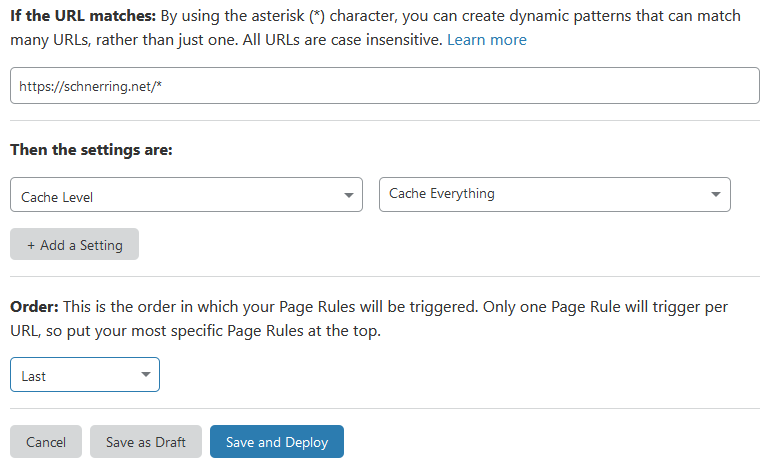 If the URL matches: By using the asterisk (*) character, you can create dynamic patterns that can match
many URLs, rather than just one. All URLs are case insensitive. Learn more
https://schnerring.net/*
Then the settings are:
Cache Level
Cache Everything
+ Add a Setting
Order: This is the order in which your Page Rules will be triggered. Only one Page Rule will trigger per
URL, so put your most specific Page Rules at the top.
Last
Cancel
Save as Draft
Save and Deploy